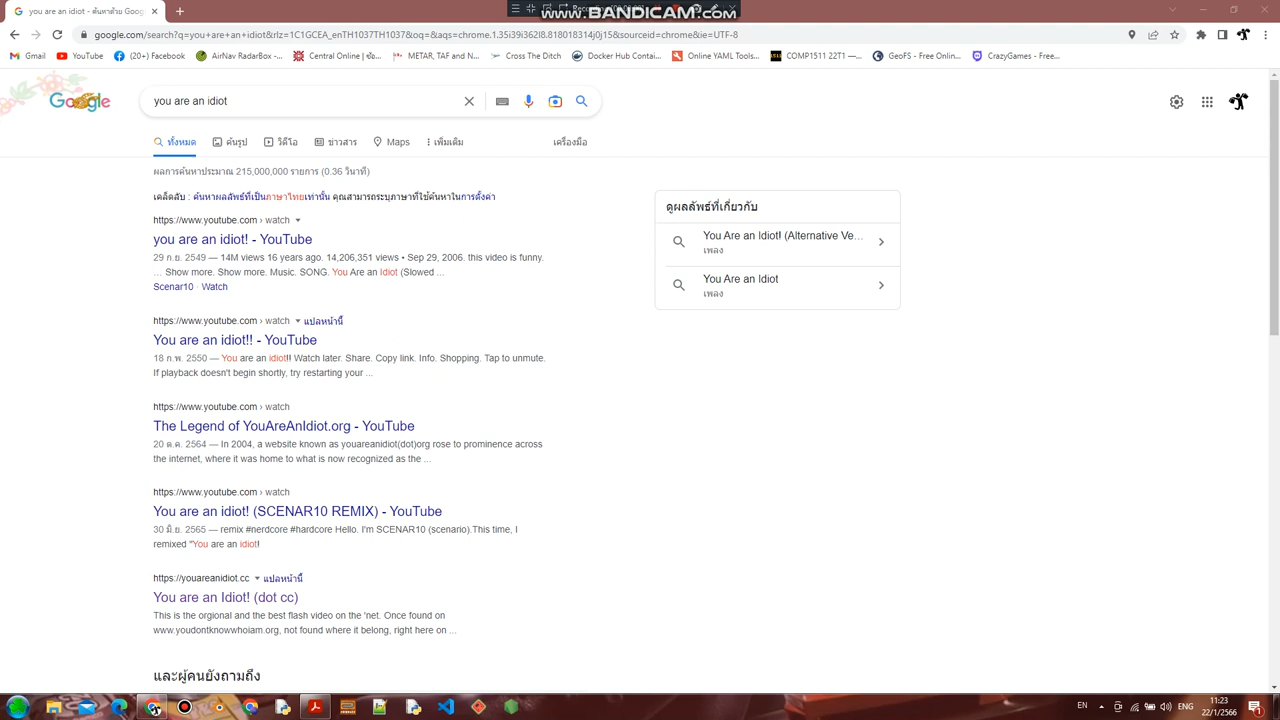 you are an idiot - ค้นด้วย Goog
www.BANDICAM.com
google.com/search?q=you+are+an+idiot&rlz=1C1GCEA_enTH1037TH1037&oq=&aqs=chrome.1.35i39i362l8.818018314j0j15&sourceid=chrome&ie=UTF-8
Gmail YouTube (20+) Facebook AirNav RadarBox -... Central Online | ช้อ... METAR, TAF and N... Cross The Ditch Docker Hub Contai... Online YAML Tools... COMP1511 22T1 —... GeoFS - Free Onlin... CrazyGames - Free...
Google
you are an idiot
ทั้งหมด ค้นรูป วิดีโอ ข่าวสาร Maps เพิ่มเติม เครื่องมือ
ผลการค้นหาประมาณ 215,000,000 รายการ (0.36 วินาที)
เคล็ดลับ : ค้นหาผลลัพธ์ที่เป็นภาษาไทยเท่านั้น คุณสามารถระบุภาษาที่ใช้ค้นหาในการตั้งค่า
https://www.youtube.com › watch
you are an idiot! - YouTube
29 ก.ย. 2549 — 14M views 16 years ago. 14,206,351 views • Sep 29, 2006. this video is funny.
... Show more. Show more. Music. SONG. You Are an Idiot (Slowed ...
Scenar10 · Watch
https://www.youtube.com › watch แปลหน้านี้
You are an idiot!! - YouTube
18 ก.พ. 2550 — You are an idiot!! Watch later. Share. Copy link. Info. Shopping. Tap to unmute.
If playback doesn't begin shortly, try restarting your ...
https://www.youtube.com › watch
The Legend of YouAreAnIdiot.org - YouTube
20 ต.ค. 2564 — In 2004, a website known as youareanidiot(dot)org rose to prominence across
the internet, where it was home to what is now recognized as the ...
https://www.youtube.com › watch
You are an idiot! (SCENAR10 REMIX) - YouTube
30 มิ.ย. 2565 — remix #nerdcore #hardcore Hello. I'm SCENAR10 (scenario).This time, I
remixed "You are an idiot!
https://youareanidiot.cc แปลหน้านี้
You are an Idiot! (dot cc)
This is the orgional and the best flash video on the 'net. Once found on
www.youdontknowwhoiam.org, not found where it belong, right here on ...
และผู้คนยังถามถึง
ดูผลลัพธ์ที่เกี่ยวกับ
You Are an Idiot! (Alternative Ve...
เพลง
You Are an Idiot
เพลง
EN
ENG
11:23
22/1/2566
1